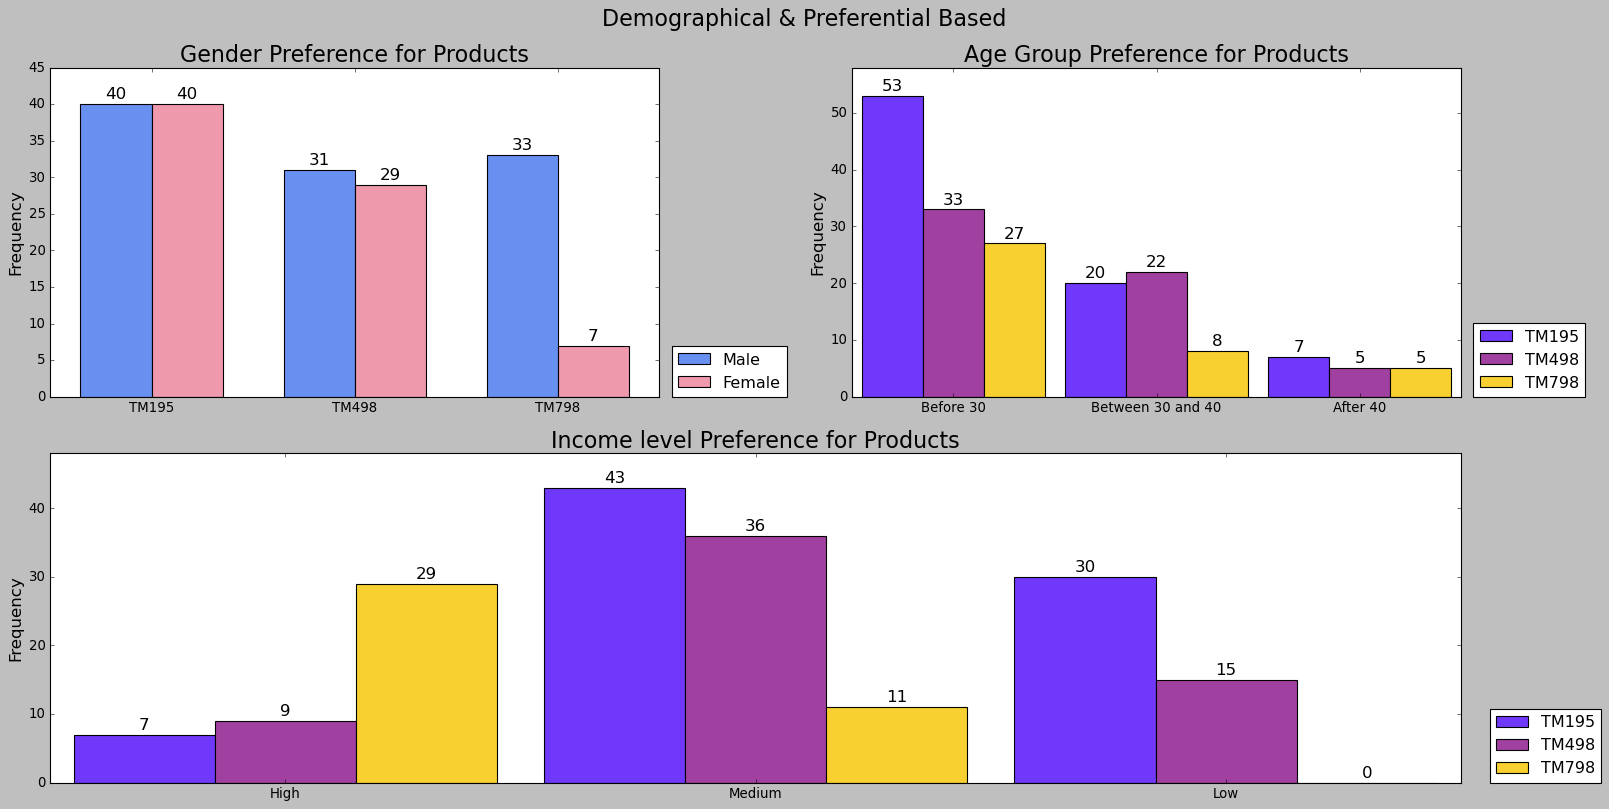 Demographical & Preferential Based
Gender Preference for Products
Frequency
45
40
35
30
25
20
15
10
5
0
40
40
31
29
33
7
TM195
TM498
TM798
Male
Female
Age Group Preference for Products
Frequency
50
40
30
20
10
0
53
33
27
20
22
8
7
5
5
Before 30
Between 30 and 40
After 40
TM195
TM498
TM798
Income level Preference for Products
Frequency
40
30
20
10
0
7
9
29
43
36
11
30
15
0
High
Medium
Low
TM195
TM498
TM798